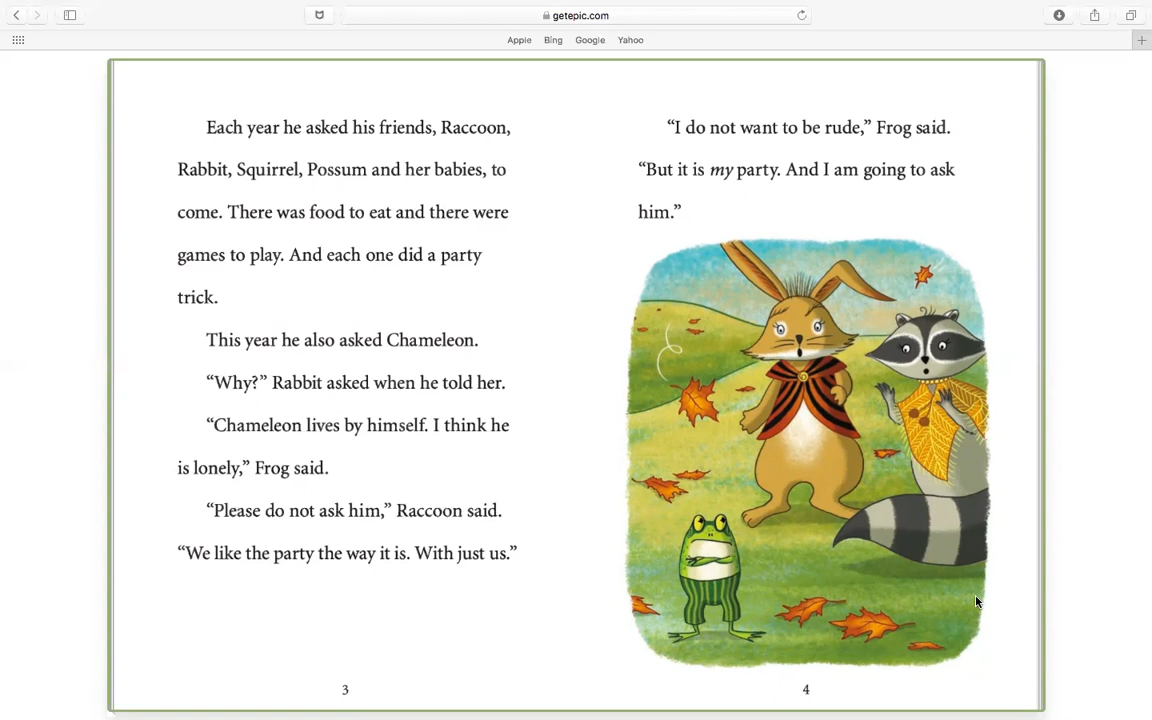 getepic.com
Apple Bing Google Yahoo
Each year he asked his friends, Raccoon,
Rabbit, Squirrel, Possum and her babies, to
come. There was food to eat and there were
games to play. And each one did a party
trick.
This year he also asked Chameleon.
“Why?” Rabbit asked when he told her.
“Chameleon lives by himself. I think he
is lonely,” Frog said.
“Please do not ask him,” Raccoon said.
“We like the party the way it is. With just us.”
3
“I do not want to be rude,” Frog said.
“But it is my party. And I am going to ask
him.”
4